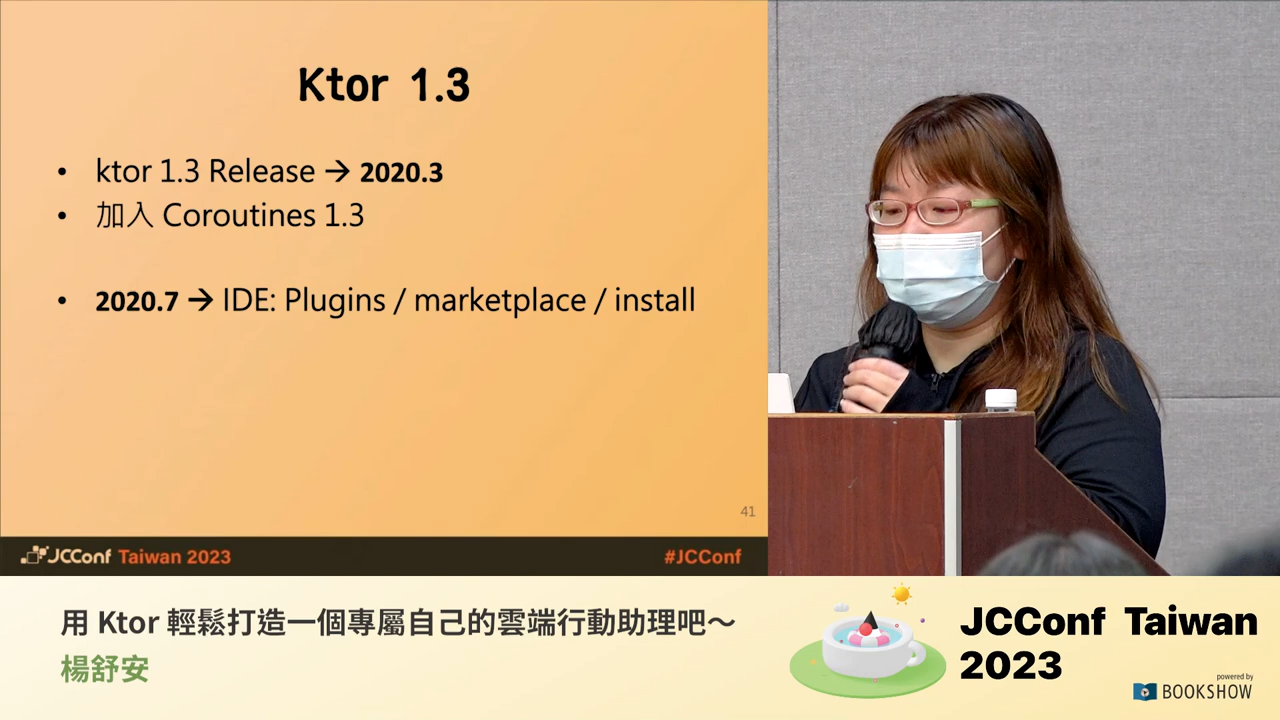 Ktor 1.3
• ktor 1.3 Release → 2020.3
• 加入 Coroutines 1.3
• 2020.7 → IDE: Plugins / marketplace / install
41
JCConf Taiwan 2023
#JCConf
用 Ktor 輕鬆打造一個專屬自己的雲端行動助理吧～
楊舒安
JCConf Taiwan
2023
powered by
BOOKSHOW